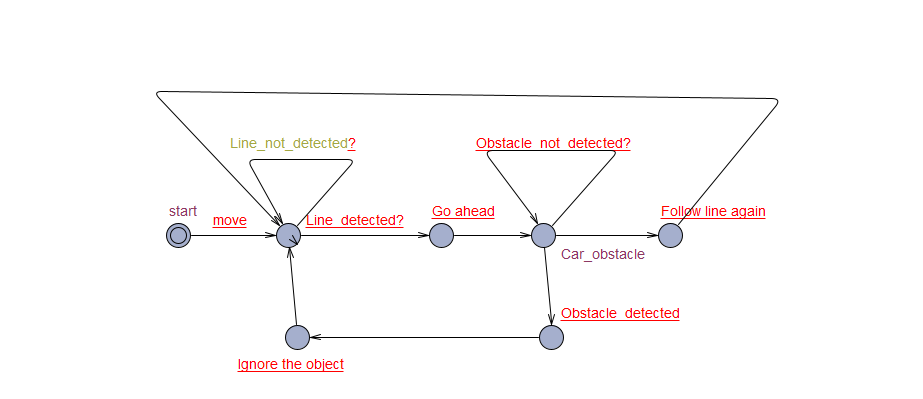 Line_not_detected?
Obstacle_not_detected?
start
move
Line_detected?
Go ahead
Follow line again
Car_obstacle
Obstacle_detected
Ignore the object